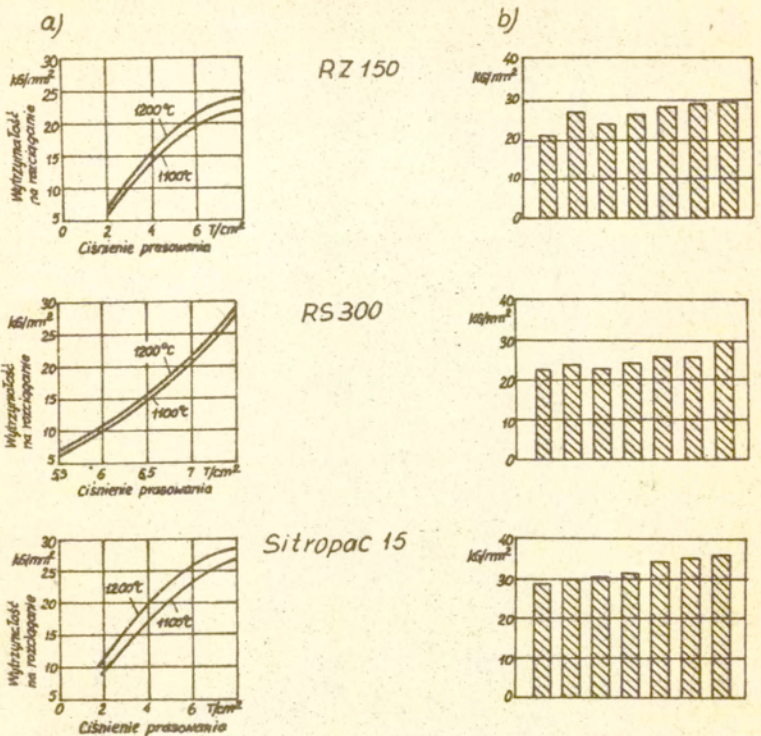 a)
b)
RZ 150
30
kG/mm²
25
20
15
10
5
Wytrzymałość
na rozciąganie
1200°C
1100°C
0 2 4 6 T/cm²
Ciśnienie prasowania
40
kG/mm²
30
20
10
0
RS 300
30
kG/mm²
25
20
15
10
5
Wytrzymałość
na rozciąganie
1200°C
1100°C
5,5 6 6,5 7 T/cm²
Ciśnienie prasowania
40
kG/mm²
30
20
10
0
Sitropac 15
30
kG/mm²
25
20
15
10
5
Wytrzymałość
na rozciąganie
1200°C
1100°C
0 2 4 6 T/cm²
Ciśnienie prasowania
40
kG/mm²
30
20
10
0